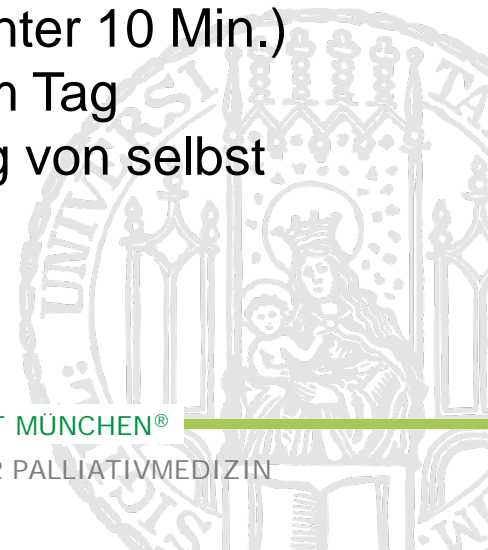 nter 10 Min.)
n Tag
g von selbst
T MÜNCHEN®
R PALLIATIVMEDIZIN